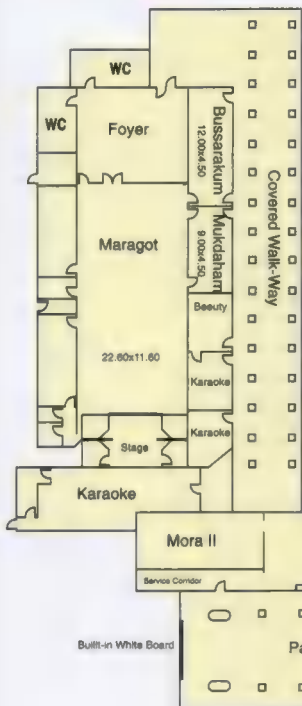 WC
WC
Foyer
Bussarakum
12.00x4.50
Covered Walk-Way
Maragot
Mukdaham
9.00x4.50
Beeuty
22.60x11.60
Karaoke
Karaoke
Stage
Karaoke
Mora II
Service Corridor
Built-in White Board
Pa